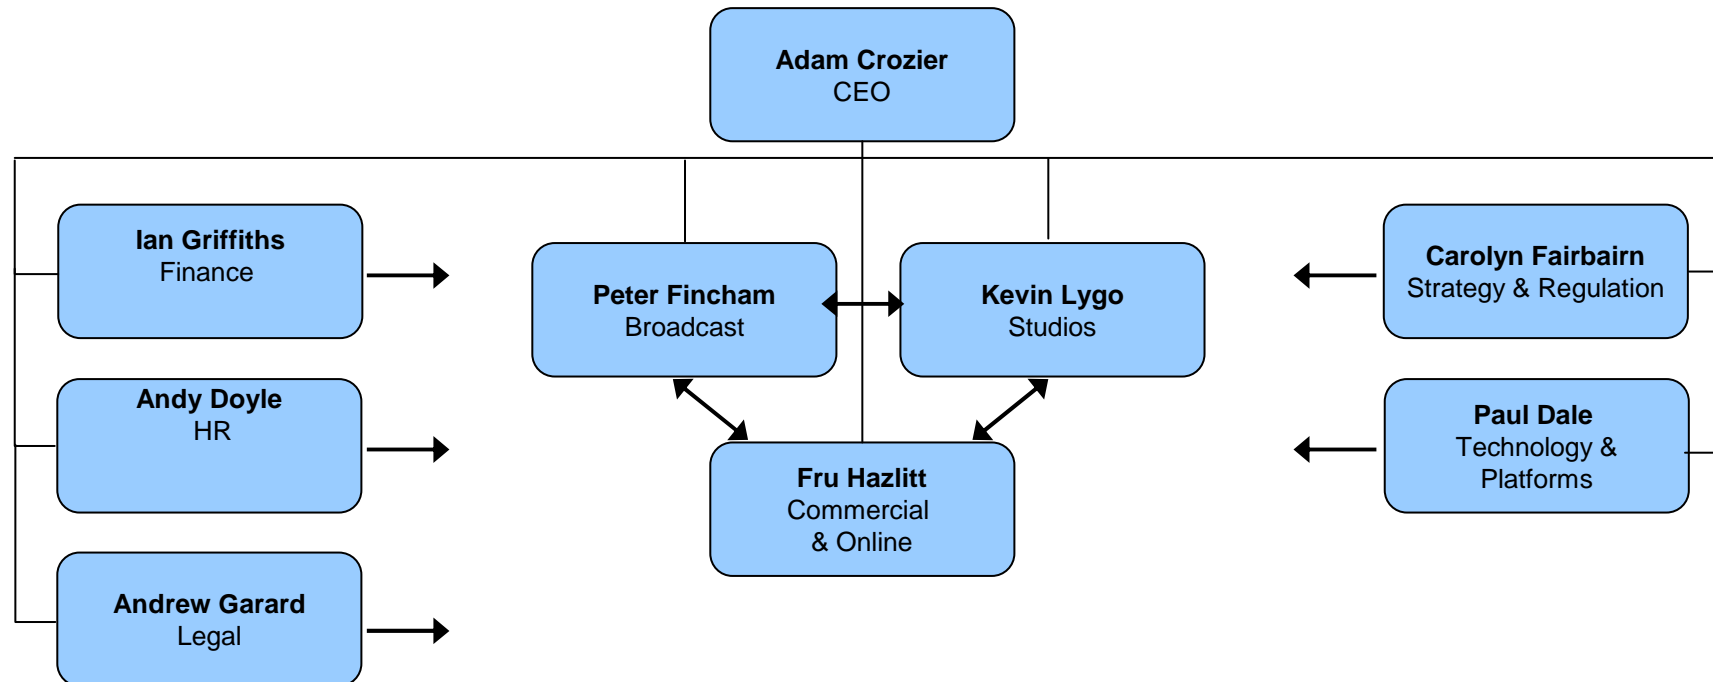 Adam Crozier
CEO
Ian Griffiths
Finance
Peter Fincham
Broadcast
Kevin Lygo
Studios
Carolyn Fairbairn
Strategy & Regulation
Andy Doyle
HR
Fru Hazlitt
Commercial
& Online
Paul Dale
Technology &
Platforms
Andrew Garard
Legal